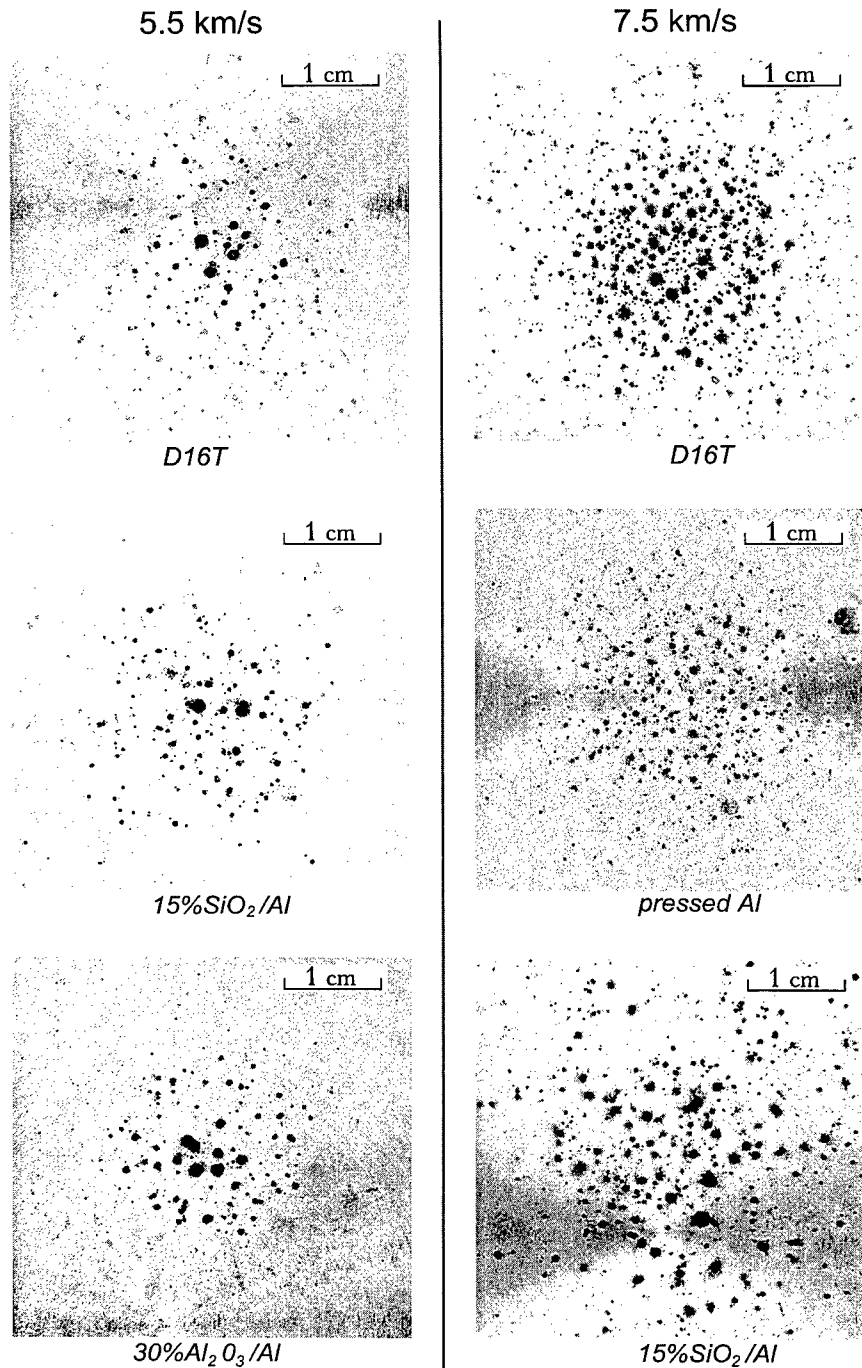 5.5 km/s
7.5 km/s
1 cm
1 cm
D16T
D16T
1 cm
1 cm
15%SiO₂/Al
pressed Al
1 cm
1 cm
30%Al₂O₃/Al
15%SiO₂/Al